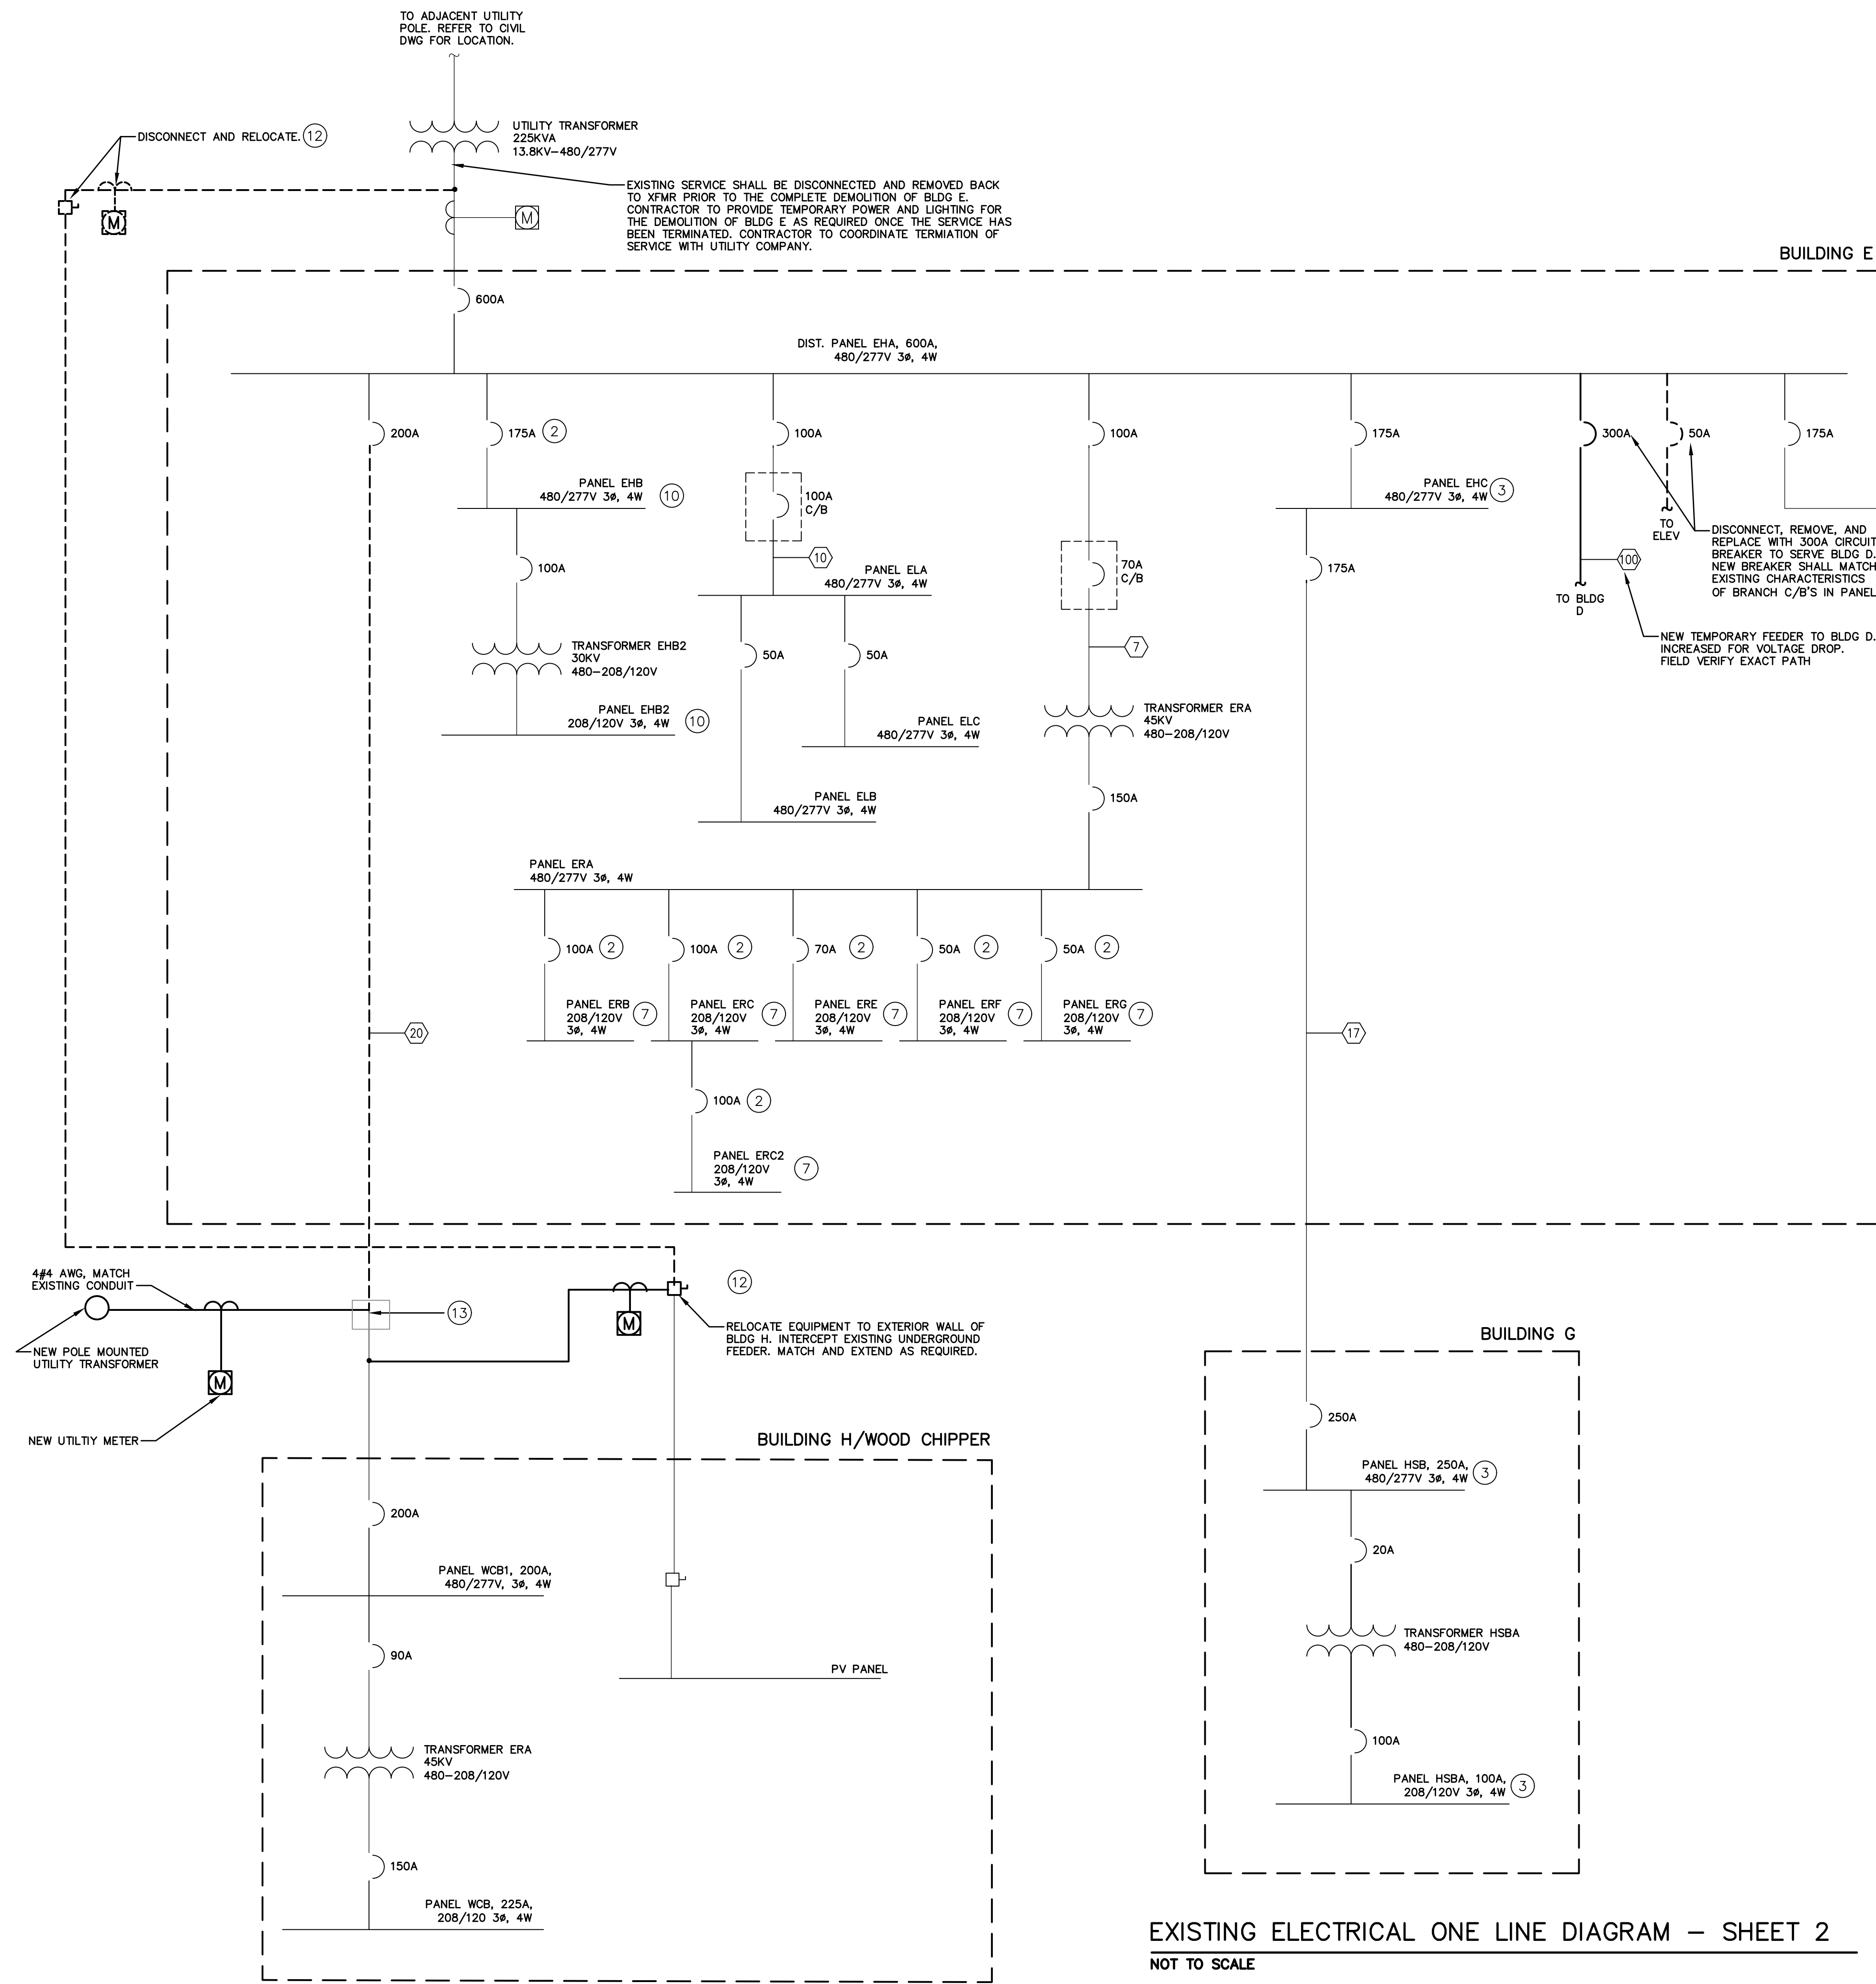 TO ADJACENT UTILITY
POLE. REFER TO CIVIL
DWG FOR LOCATION.
DISCONNECT AND RELOCATE.
12
UTILITY TRANSFORMER
225KVA
13.8KV-480/277V
EXISTING SERVICE SHALL BE DISCONNECTED AND REMOVED BACK
TO XFMR PRIOR TO THE COMPLETE DEMOLITION OF BLDG E.
CONTRACTOR TO PROVIDE TEMPORARY POWER AND LIGHTING FOR
THE DEMOLITION OF BLDG E AS REQUIRED ONCE THE SERVICE HAS
BEEN TERMINATED. CONTRACTOR TO COORDINATE TERMIATION OF
SERVICE WITH UTILITY COMPANY.
M
M
BUILDING E
600A
DIST. PANEL EHA, 600A,
480/277V 3ø, 4W
200A
175A
2
100A
100A
175A
300A
50A
175A
PANEL EHB
480/277V 3ø, 4W
10
100A
C/B
10
70A
C/B
PANEL EHC
480/277V 3ø, 4W
3
TO
ELEV
DISCONNECT, REMOVE, AND
REPLACE WITH 300A CIRCUIT
BREAKER TO SERVE BLDG D.
NEW BREAKER SHALL MATCH
EXISTING CHARACTERISTICS
OF BRANCH C/B'S IN PANEL
100
TO BLDG
D
NEW TEMPORARY FEEDER TO BLDG D.
INCREASED FOR VOLTAGE DROP.
FIELD VERIFY EXACT PATH
100A
PANEL ELA
480/277V 3ø, 4W
175A
TRANSFORMER EHB2
30KV
480-208/120V
50A
50A
7
PANEL EHB2
208/120V 3ø, 4W
10
PANEL ELC
480/277V 3ø, 4W
TRANSFORMER ERA
45KV
480-208/120V
PANEL ELB
480/277V 3ø, 4W
150A
PANEL ERA
480/277V 3ø, 4W
100A
2
100A
2
70A
2
50A
2
50A
2
PANEL ERB
208/120V
3ø, 4W
7
PANEL ERC
208/120V
3ø, 4W
7
PANEL ERE
208/120V
3ø, 4W
7
PANEL ERF
208/120V
3ø, 4W
7
PANEL ERG
208/120V
3ø, 4W
7
20
17
100A
2
PANEL ERC2
208/120V
3ø, 4W
7
4#4 AWG, MATCH
EXISTING CONDUIT
12
13
M
RELOCATE EQUIPMENT TO EXTERIOR WALL OF
BLDG H. INTERCEPT EXISTING UNDERGROUND
FEEDER. MATCH AND EXTEND AS REQUIRED.
NEW POLE MOUNTED
UTILITY TRANSFORMER
M
NEW UTILTIY METER
BUILDING G
250A
BUILDING H/WOOD CHIPPER
PANEL HSB, 250A,
480/277V 3ø, 4W
3
200A
20A
PANEL WCB1, 200A,
480/277V, 3ø, 4W
TRANSFORMER HSBA
480-208/120V
90A
PV PANEL
100A
TRANSFORMER ERA
45KV
480-208/120V
PANEL HSBA, 100A,
208/120V 3ø, 4W
3
150A
PANEL WCB, 225A,
208/120 3ø, 4W
EXISTING ELECTRICAL ONE LINE DIAGRAM - SHEET 2
NOT TO SCALE